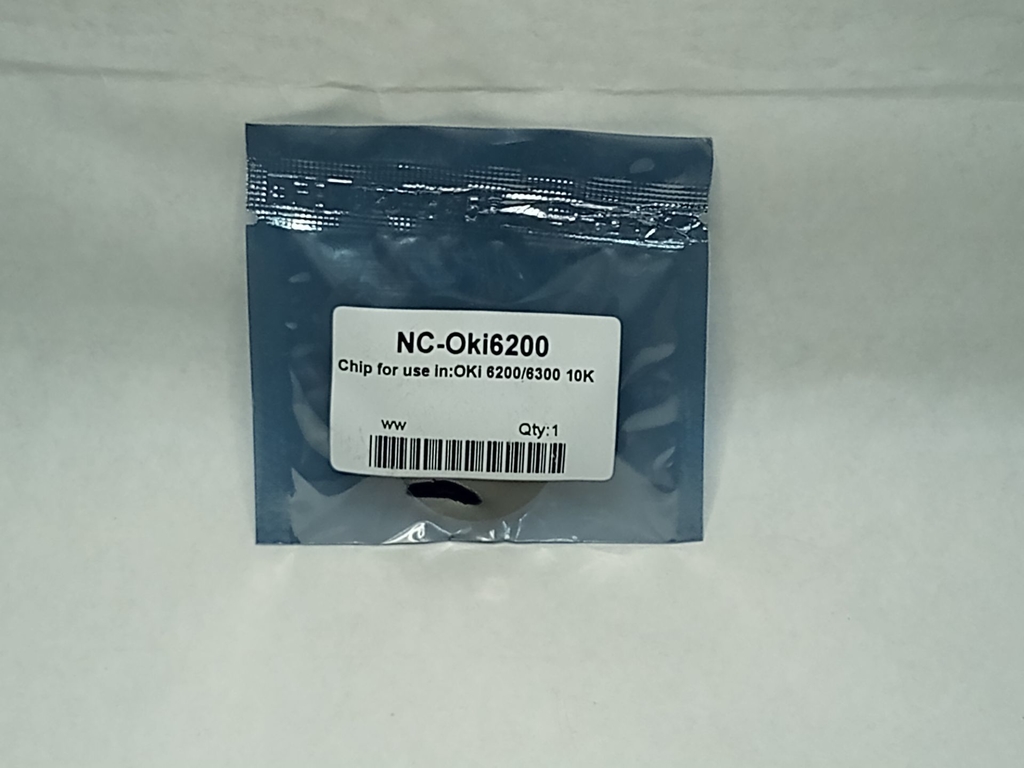 NC-Oki6200
Chip for use in:OKi 6200/6300 10K
ww Qty:1